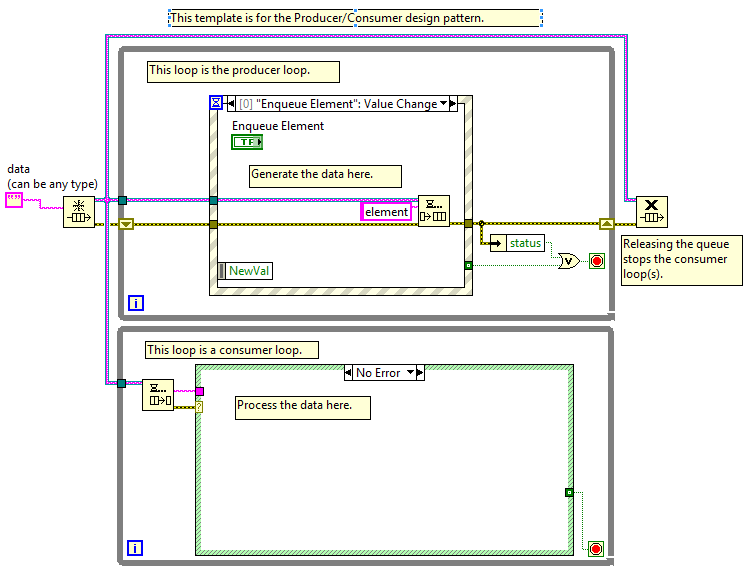 This template is for the Producer/Consumer design pattern.
This loop is the producer loop.
[0] "Enqueue Element": Value Change
Enqueue Element
TF
Generate the data here.
data
(can be any type)
element
status
NewVal
Releasing the queue
stops the consumer
loop(s).
i
This loop is a consumer loop.
No Error
?
Process the data here.
i